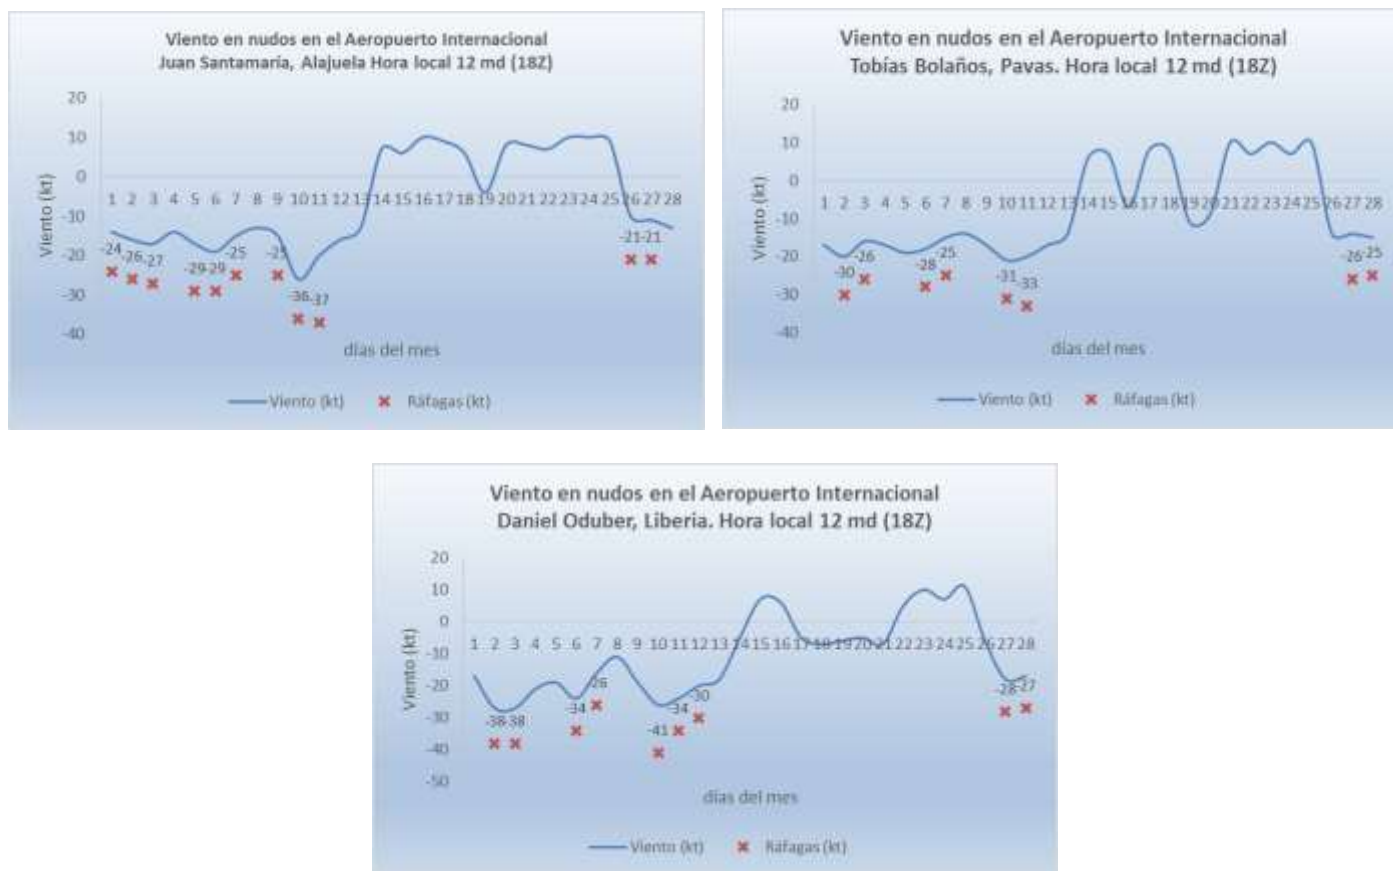 Viento en nudos en el Aeropuerto Internacional
Juan Santamaría, Alajuela Hora local 12 md (18Z)
20
10
0
-10
-20
-30
-40
Viento (kt)
1 2 3 4 5 6 7 8 9 10 11 12 13 14 15 16 17 18 19 20 21 22 23 24 25 26 27 28
-24 -26 -27 -29 -29 -25 -25 -36 -37 -21 -21
días del mes
Viento (kt) Ráfagas (kt)
Viento en nudos en el Aeropuerto Internacional
Tobías Bolaños, Pavas. Hora local 12 md (18Z)
20
10
0
-10
-20
-30
-40
Viento (kt)
1 2 3 4 5 6 7 8 9 10 11 12 13 14 15 16 17 18 19 20 21 22 23 24 25 26 27 28
-30 -26 -28 -25 -31 -33 -26 -25
días del mes
Viento (kt) Ráfagas (kt)
Viento en nudos en el Aeropuerto Internacional
Daniel Oduber, Liberia. Hora local 12 md (18Z)
20
10
0
-10
-20
-30
-40
-50
Viento (kt)
1 2 3 4 5 6 7 8 9 10 11 12 13 14 15 16 17 18 19 20 21 22 23 24 25 26 27 28
-38 -38 -34 -26 -41 -34 -30 -28 -27
días del mes
Viento (kt) Ráfagas (kt)